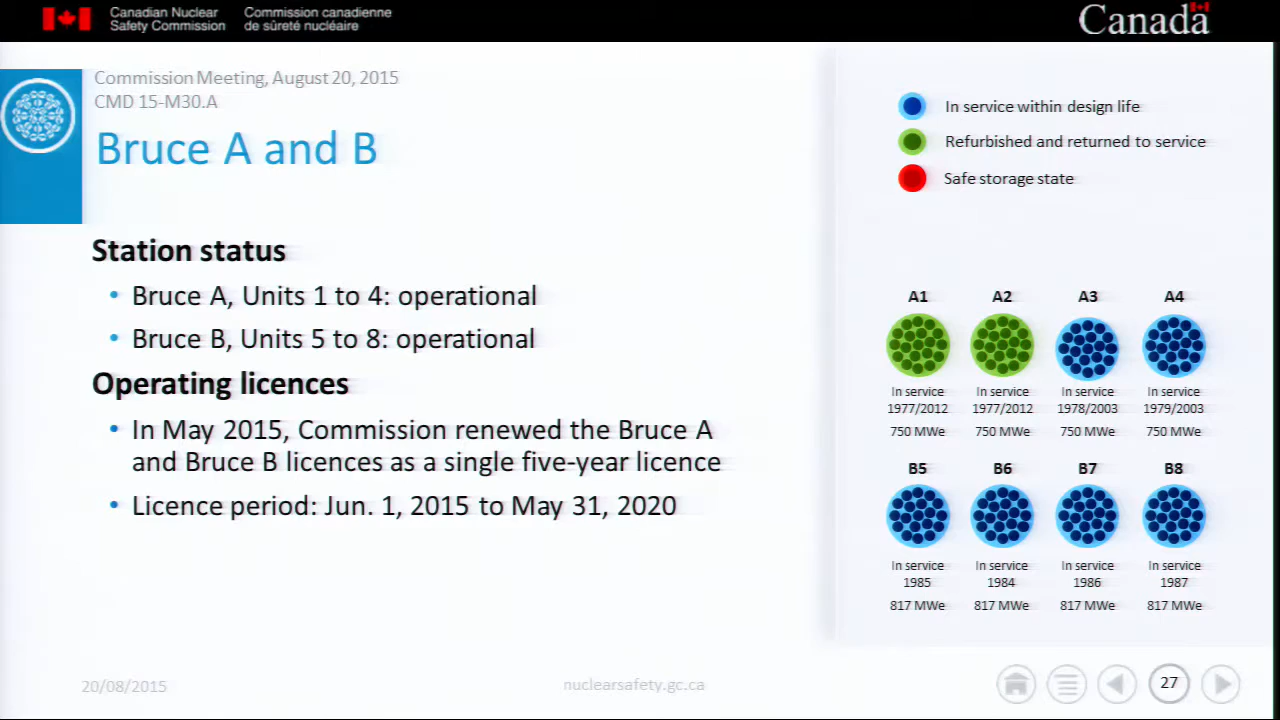 Canadian Nuclear Safety Commission
Commission canadienne de sûreté nucléaire
Canada
Commission Meeting, August 20, 2015
CMD 15-M30.A
Bruce A and B
Station status
• Bruce A, Units 1 to 4: operational
• Bruce B, Units 5 to 8: operational
Operating licences
• In May 2015, Commission renewed the Bruce A
and Bruce B licences as a single five-year licence
• Licence period: Jun. 1, 2015 to May 31, 2020
In service within design life
Refurbished and returned to service
Safe storage state
A1 A2 A3 A4
In service In service In service In service
1977/2012 1977/2012 1978/2003 1979/2003
750 MWe 750 MWe 750 MWe 750 MWe
B5 B6 B7 B8
In service In service In service In service
1985 1984 1986 1987
817 MWe 817 MWe 817 MWe 817 MWe
20/08/2015
nuclearsafety.gc.ca
27